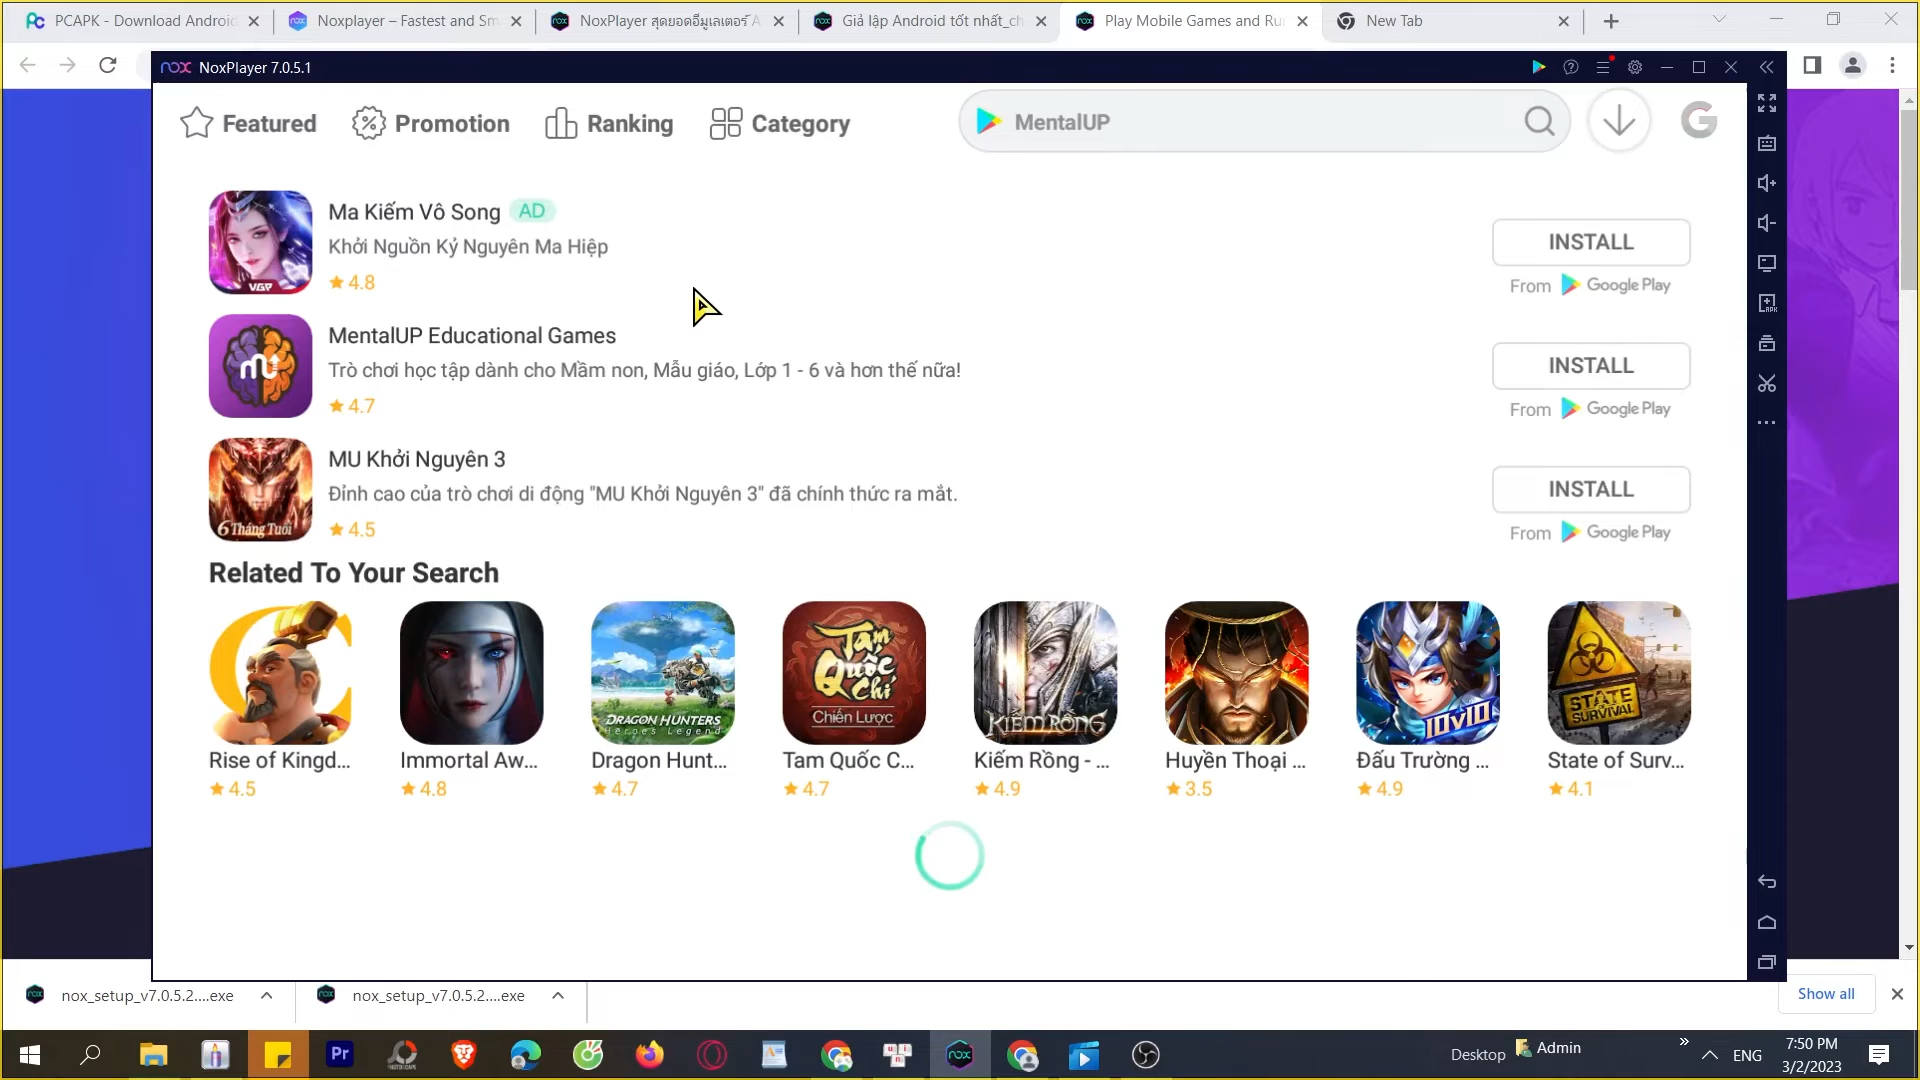 PCAPK - Download Android
Noxplayer – Fastest and Sm
NoxPlayer สุดยอดอีมูเลเตอร์ A
Giả lập Android tốt nhất_ch
Play Mobile Games and Ru
New Tab
nox NoxPlayer 7.0.5.1
Featured
Promotion
Ranking
Category
MentalUP
Ma Kiếm Vô Song AD
Khởi Nguồn Kỷ Nguyên Ma Hiệp
4.8
INSTALL
From Google Play
VGP
MentalUP Educational Games
Trò chơi học tập dành cho Mầm non, Mẫu giáo, Lớp 1 - 6 và hơn thế nữa!
4.7
INSTALL
From Google Play
MU Khởi Nguyên 3
Đỉnh cao của trò chơi di động "MU Khởi Nguyên 3" đã chính thức ra mắt.
4.5
INSTALL
From Google Play
6 Tháng Tuổi
Related To Your Search
DRAGON HUNTERS
Heroes Legend
Tam
Quốc
Chí
Chiến Lược
KIẾM RỒNG
10v10
STATE
SURVIVAL
Rise of Kingd...
Immortal Aw...
Dragon Hunt...
Tam Quốc C...
Kiếm Rồng - ...
Huyền Thoại ...
Đấu Trường ...
State of Surv...
4.5
4.8
4.7
4.7
4.9
3.5
4.9
4.1
nox_setup_v7.0.5.2....exe
nox_setup_v7.0.5.2....exe
Show all
Pr
nox
Desktop
Admin
ENG
7:50 PM
3/2/2023